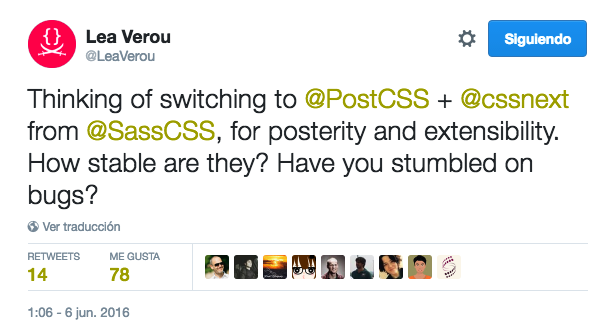 Lea Verou
@LeaVerou
Siguiendo
Thinking of switching to @PostCSS + @cssnext
from @SassCSS, for posterity and extensibility.
How stable are they? Have you stumbled on
bugs?
Ver traducción
RETWEETS ME GUSTA
14 78
1:06 - 6 jun. 2016